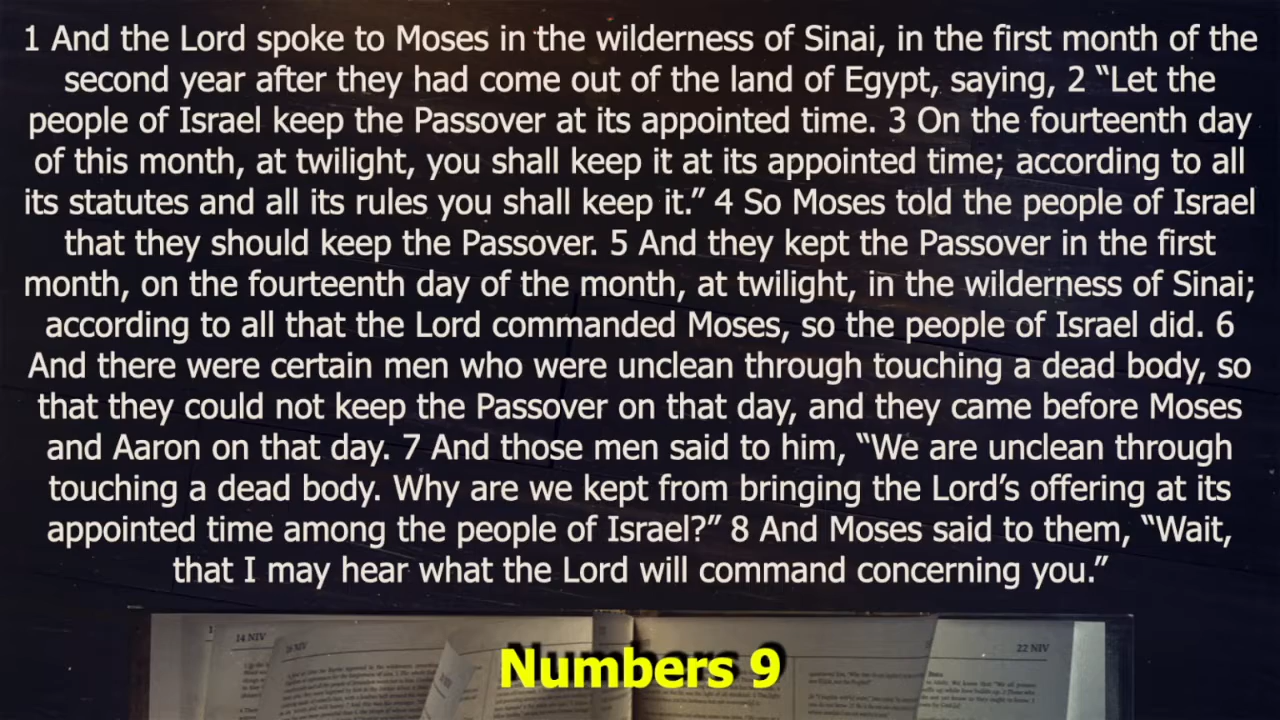 1 And the Lord spoke to Moses in the wilderness of Sinai, in the first month of the
second year after they had come out of the land of Egypt, saying, 2 “Let the
people of Israel keep the Passover at its appointed time. 3 On the fourteenth day
of this month, at twilight, you shall keep it at its appointed time; according to all
its statutes and all its rules you shall keep it.” 4 So Moses told the people of Israel
that they should keep the Passover. 5 And they kept the Passover in the first
month, on the fourteenth day of the month, at twilight, in the wilderness of Sinai;
according to all that the Lord commanded Moses, so the people of Israel did. 6
And there were certain men who were unclean through touching a dead body, so
that they could not keep the Passover on that day, and they came before Moses
and Aaron on that day. 7 And those men said to him, “We are unclean through
touching a dead body. Why are we kept from bringing the Lord’s offering at its
appointed time among the people of Israel?” 8 And Moses said to them, “Wait,
that I may hear what the Lord will command concerning you.”
14 NIV
22 NIV
Numbers 9